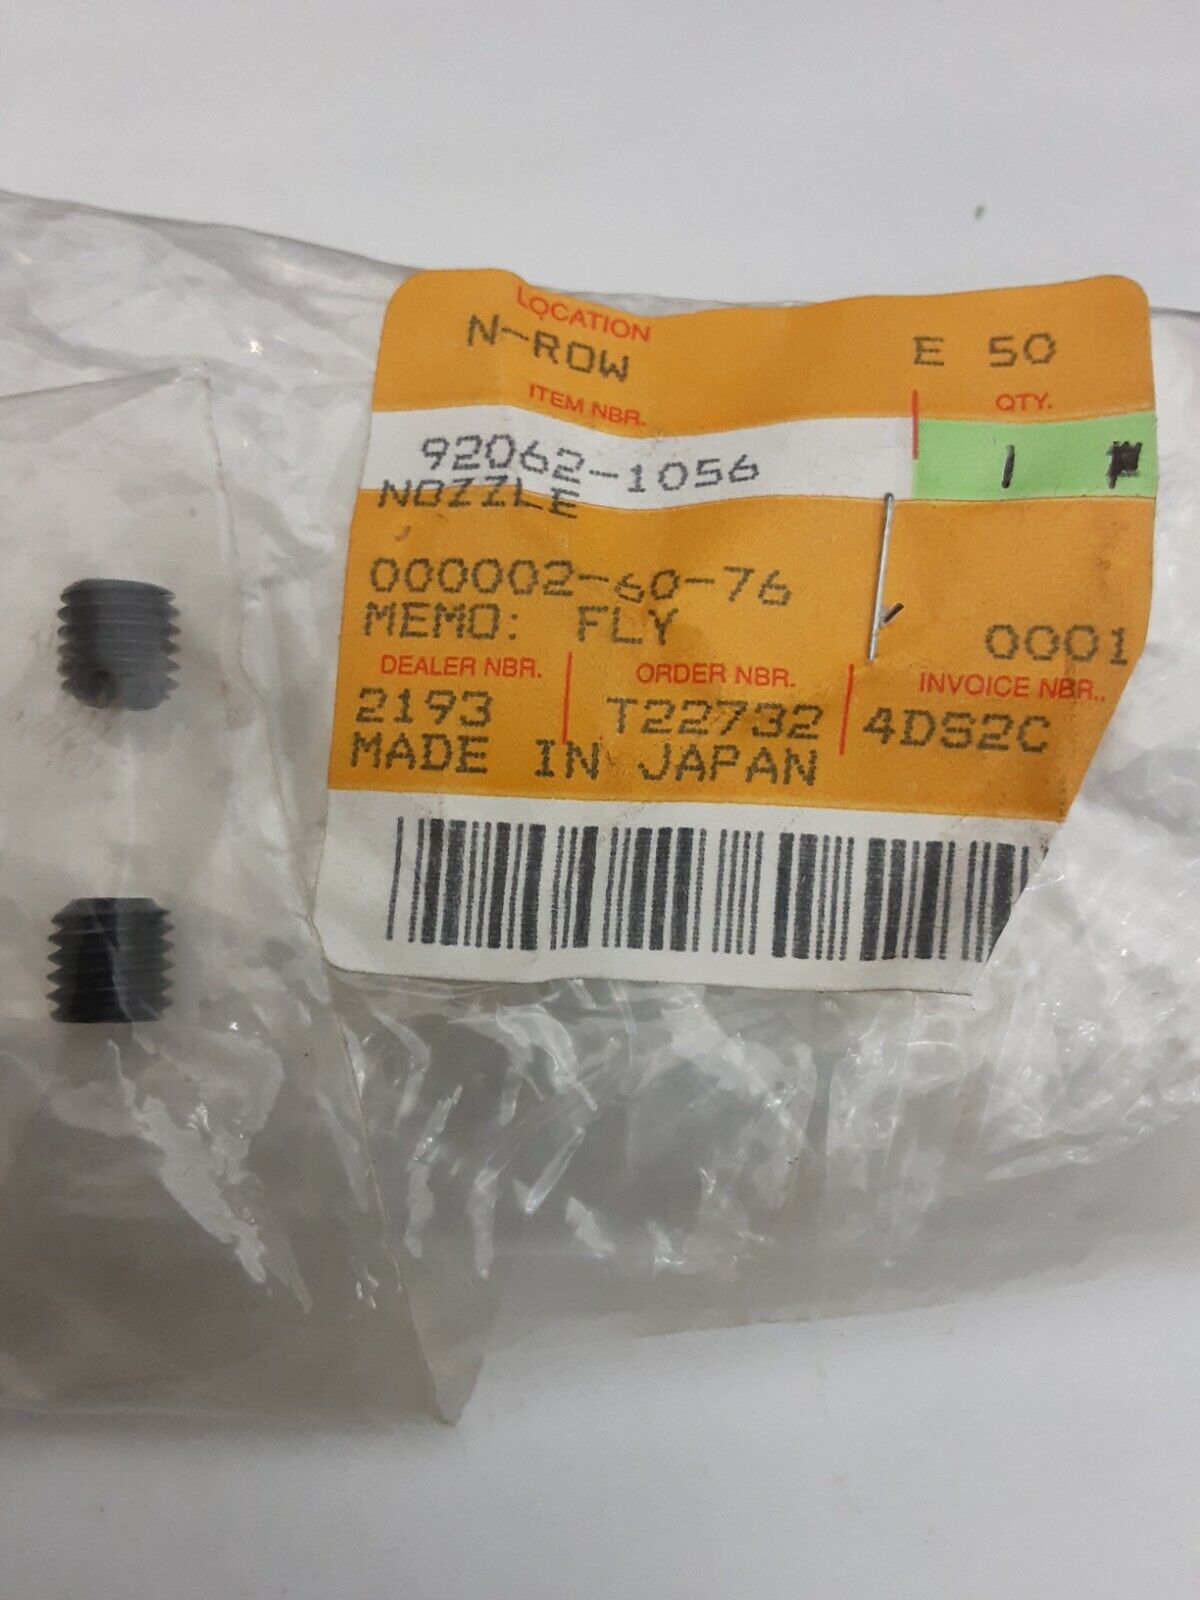 LOCATION
N-ROW E 50
ITEM NBR. QTY.
92062-1056 1 F
NOZZLE
000002-60-76
MEMO: FLY 0001
DEALER NBR. ORDER NBR. INVOICE NBR..
2193 T22732 4DS2C
MADE IN JAPAN